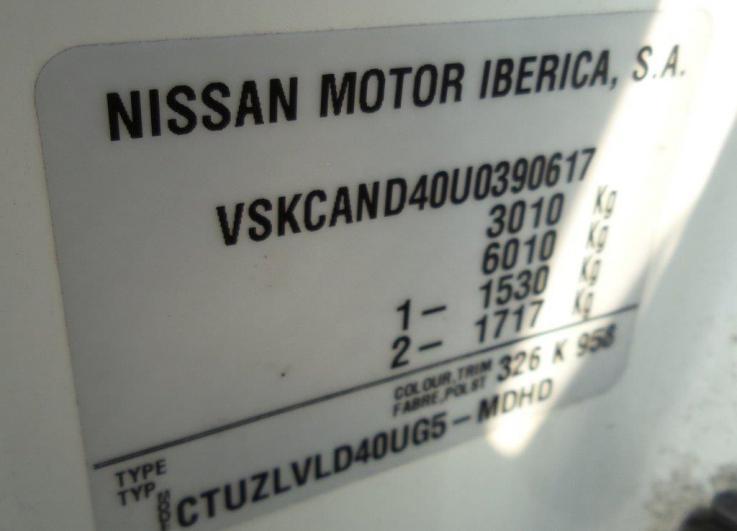 NISSAN MOTOR IBERICA, S.A.
VSKCAND40U0390617
3010 Kg
6010 Kg
1- 1530 Kg
2- 1717 Kg
COLOUR,TRIM 326 K 958
FABRE,POLST
TYPE
TYP CTUZLVLD40UG5-MDHD